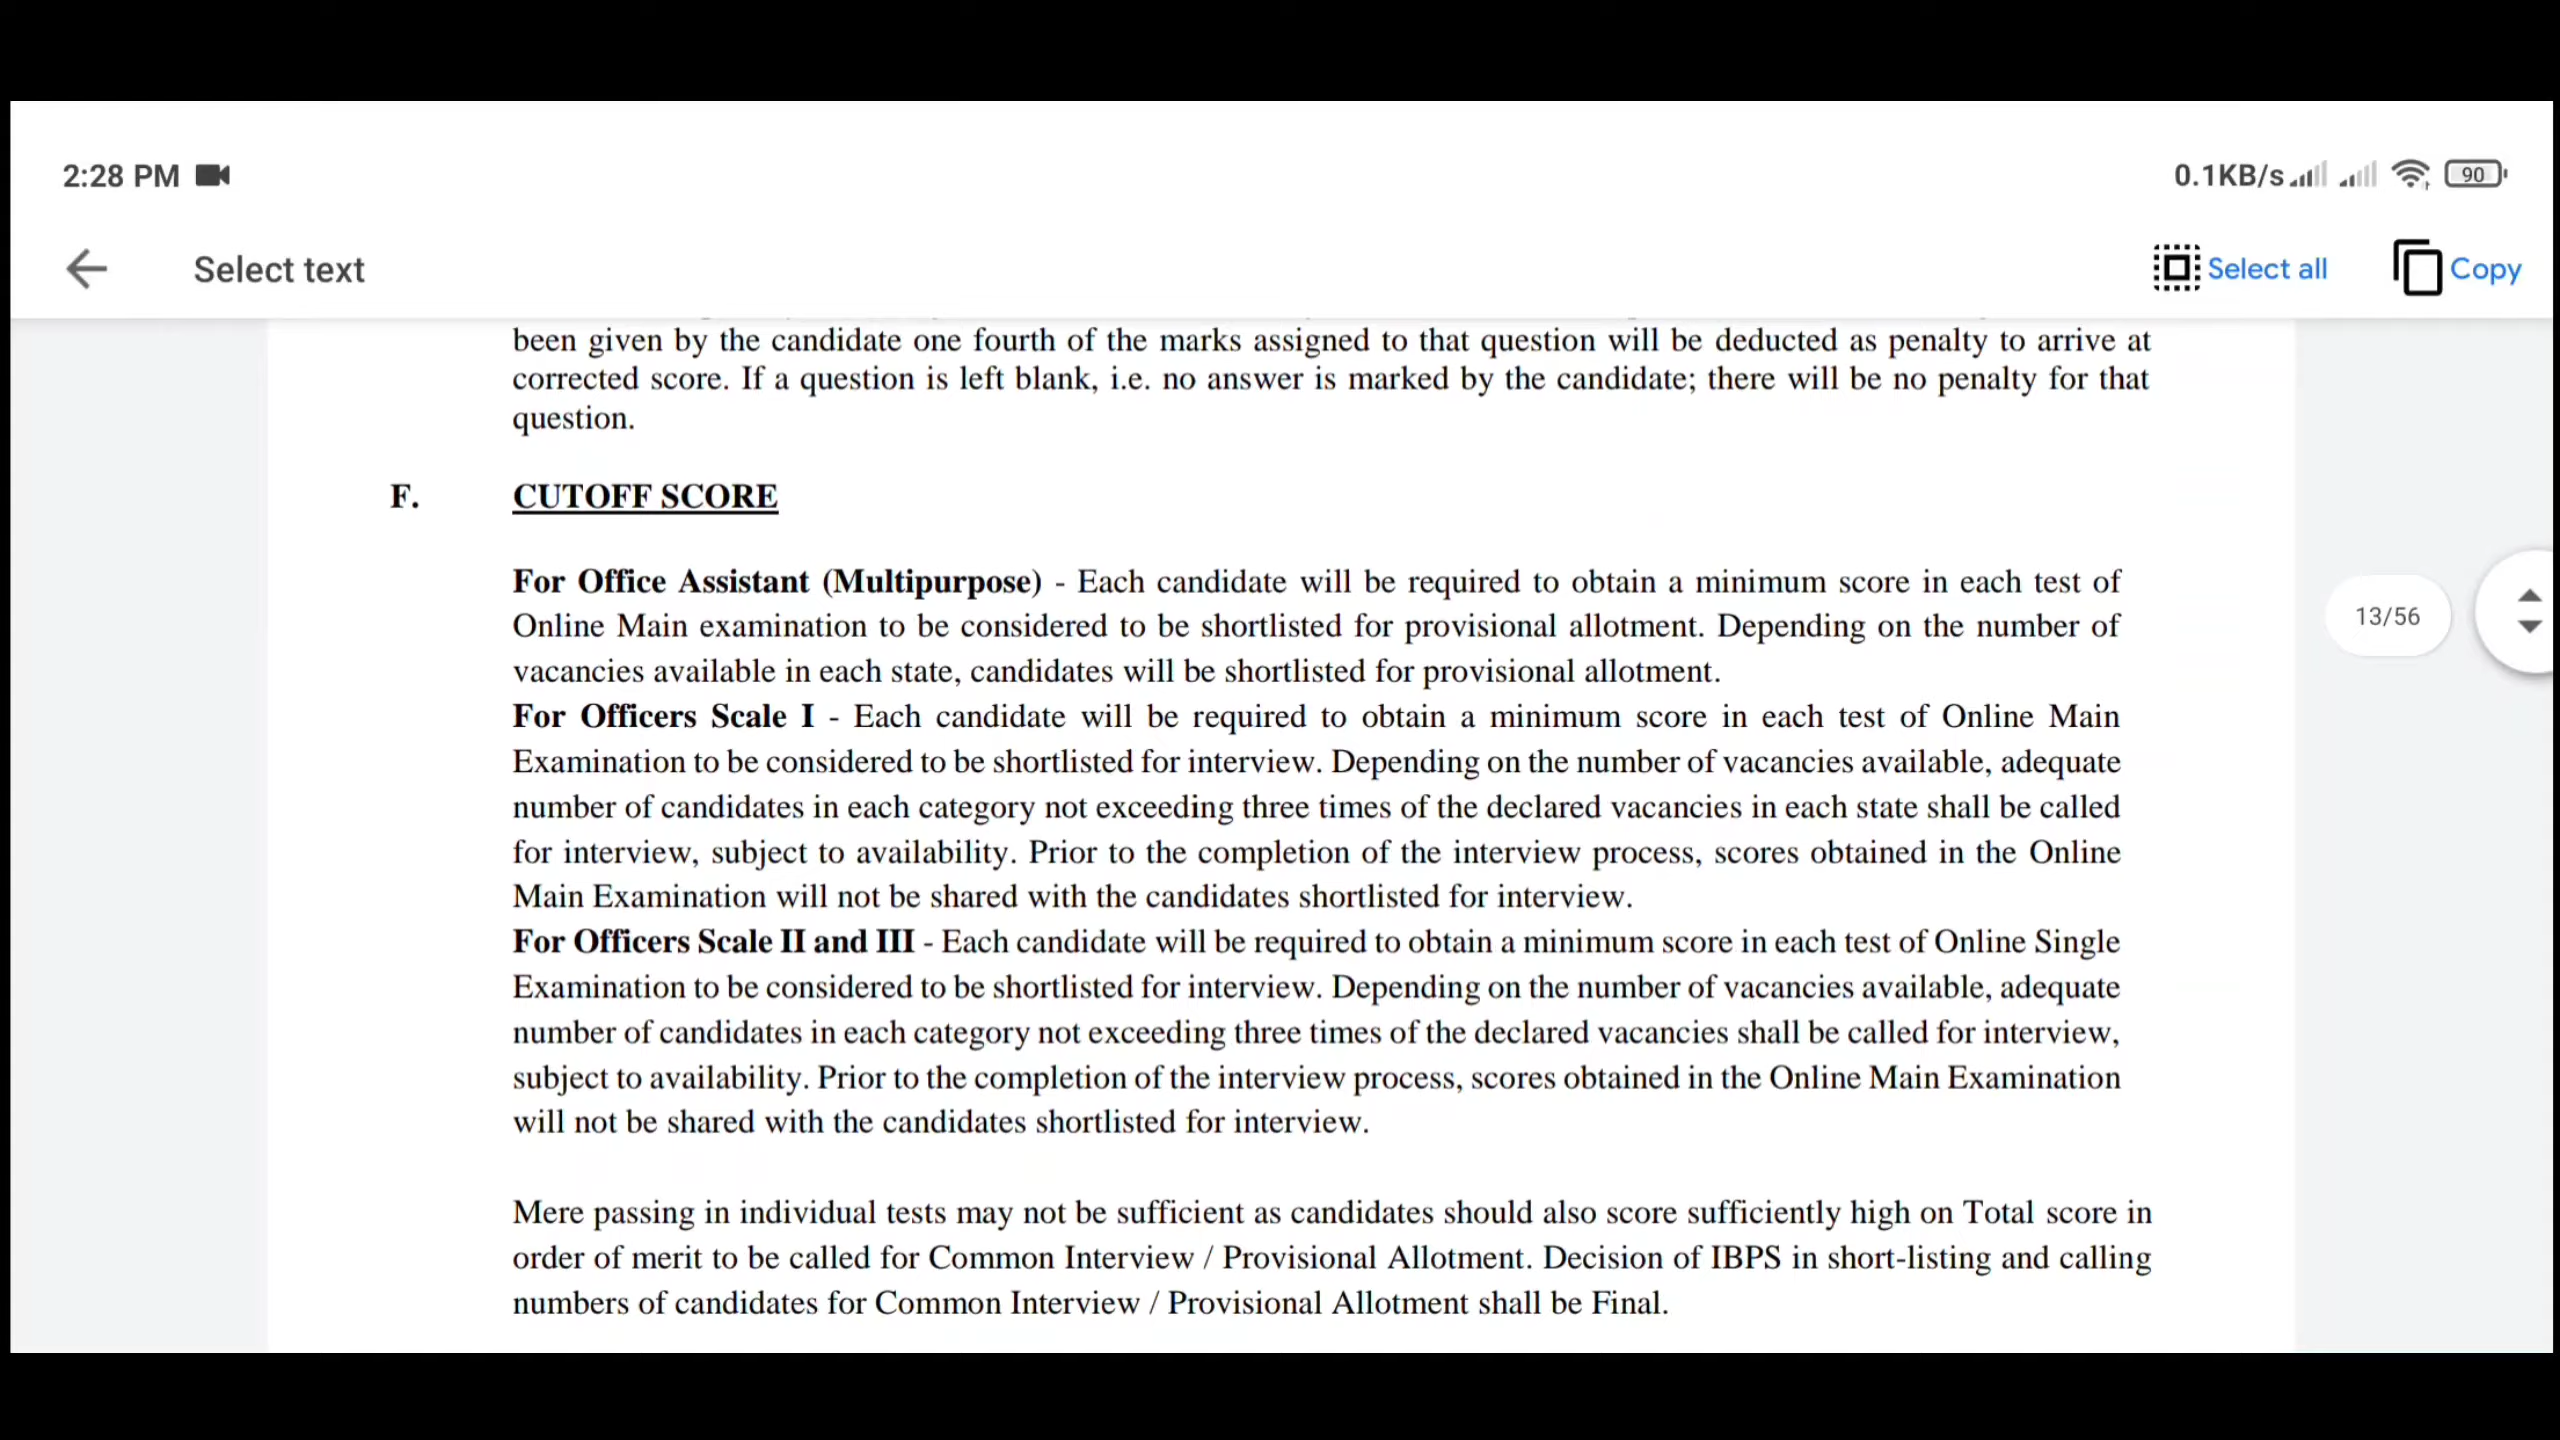 2:28 PM
0.1KB/s
90
Select text
Select all
Copy
been given by the candidate one fourth of the marks assigned to that question will be deducted as penalty to arrive at
corrected score. If a question is left blank, i.e. no answer is marked by the candidate; there will be no penalty for that
question.
F. CUTOFF SCORE
For Office Assistant (Multipurpose) - Each candidate will be required to obtain a minimum score in each test of
Online Main examination to be considered to be shortlisted for provisional allotment. Depending on the number of
vacancies available in each state, candidates will be shortlisted for provisional allotment.
13/56
For Officers Scale I - Each candidate will be required to obtain a minimum score in each test of Online Main
Examination to be considered to be shortlisted for interview. Depending on the number of vacancies available, adequate
number of candidates in each category not exceeding three times of the declared vacancies in each state shall be called
for interview, subject to availability. Prior to the completion of the interview process, scores obtained in the Online
Main Examination will not be shared with the candidates shortlisted for interview.
For Officers Scale II and III - Each candidate will be required to obtain a minimum score in each test of Online Single
Examination to be considered to be shortlisted for interview. Depending on the number of vacancies available, adequate
number of candidates in each category not exceeding three times of the declared vacancies shall be called for interview,
subject to availability. Prior to the completion of the interview process, scores obtained in the Online Main Examination
will not be shared with the candidates shortlisted for interview.
Mere passing in individual tests may not be sufficient as candidates should also score sufficiently high on Total score in
order of merit to be called for Common Interview / Provisional Allotment. Decision of IBPS in short-listing and calling
numbers of candidates for Common Interview / Provisional Allotment shall be Final.